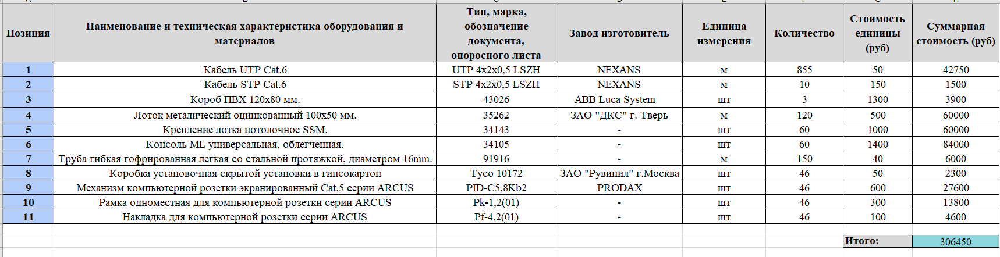 Позиция Наименование и техническая характеристика оборудования и материалов Тип, марка, обозначение документа, опоросного листа Завод изготовитель Единица измерения Количество Стоимость единицы (руб) Суммарная стоимость (руб)
1 Кабель UTP Cat.6 UTP 4x2x0,5 LSZH NEXANS м 855 50 42750
2 Кабель STP Cat.6 STP 4x2x0,5 LSZH NEXANS м 10 150 1500
3 Короб ПВХ 120x80 мм. 43026 ABB Luca System шт 3 1300 3900
4 Лоток металический оцинкованный 100x50 мм. 35262 ЗАО "ДКС" г. Тверь м 120 500 60000
5 Крепление лотка потолочное SSM. 34143 - шт 60 1000 60000
6 Консоль ML универсальная, облегченная. 34105 - шт 60 1400 84000
7 Труба гибкая гофрированная легкая со стальной протяжкой, диаметром 16mm. 91916 - м 150 40 6000
8 Коробка установочная скрытой установки в гипсокартон Tyco 10172 ЗАО "Рувинил" г.Москва шт 46 50 2300
9 Механизм компьютерной розетки экранированный Cat.5 серии ARCUS PID-C5,8Kb2 PRODAX шт 46 600 27600
10 Рамка одноместная для компьютерной розетки серии ARCUS Pk-1,2(01) - шт 46 300 13800
11 Накладка для компьютерной розетки серии ARCUS Pf-4,2(01) - шт 46 100 4600
Итого: 306450